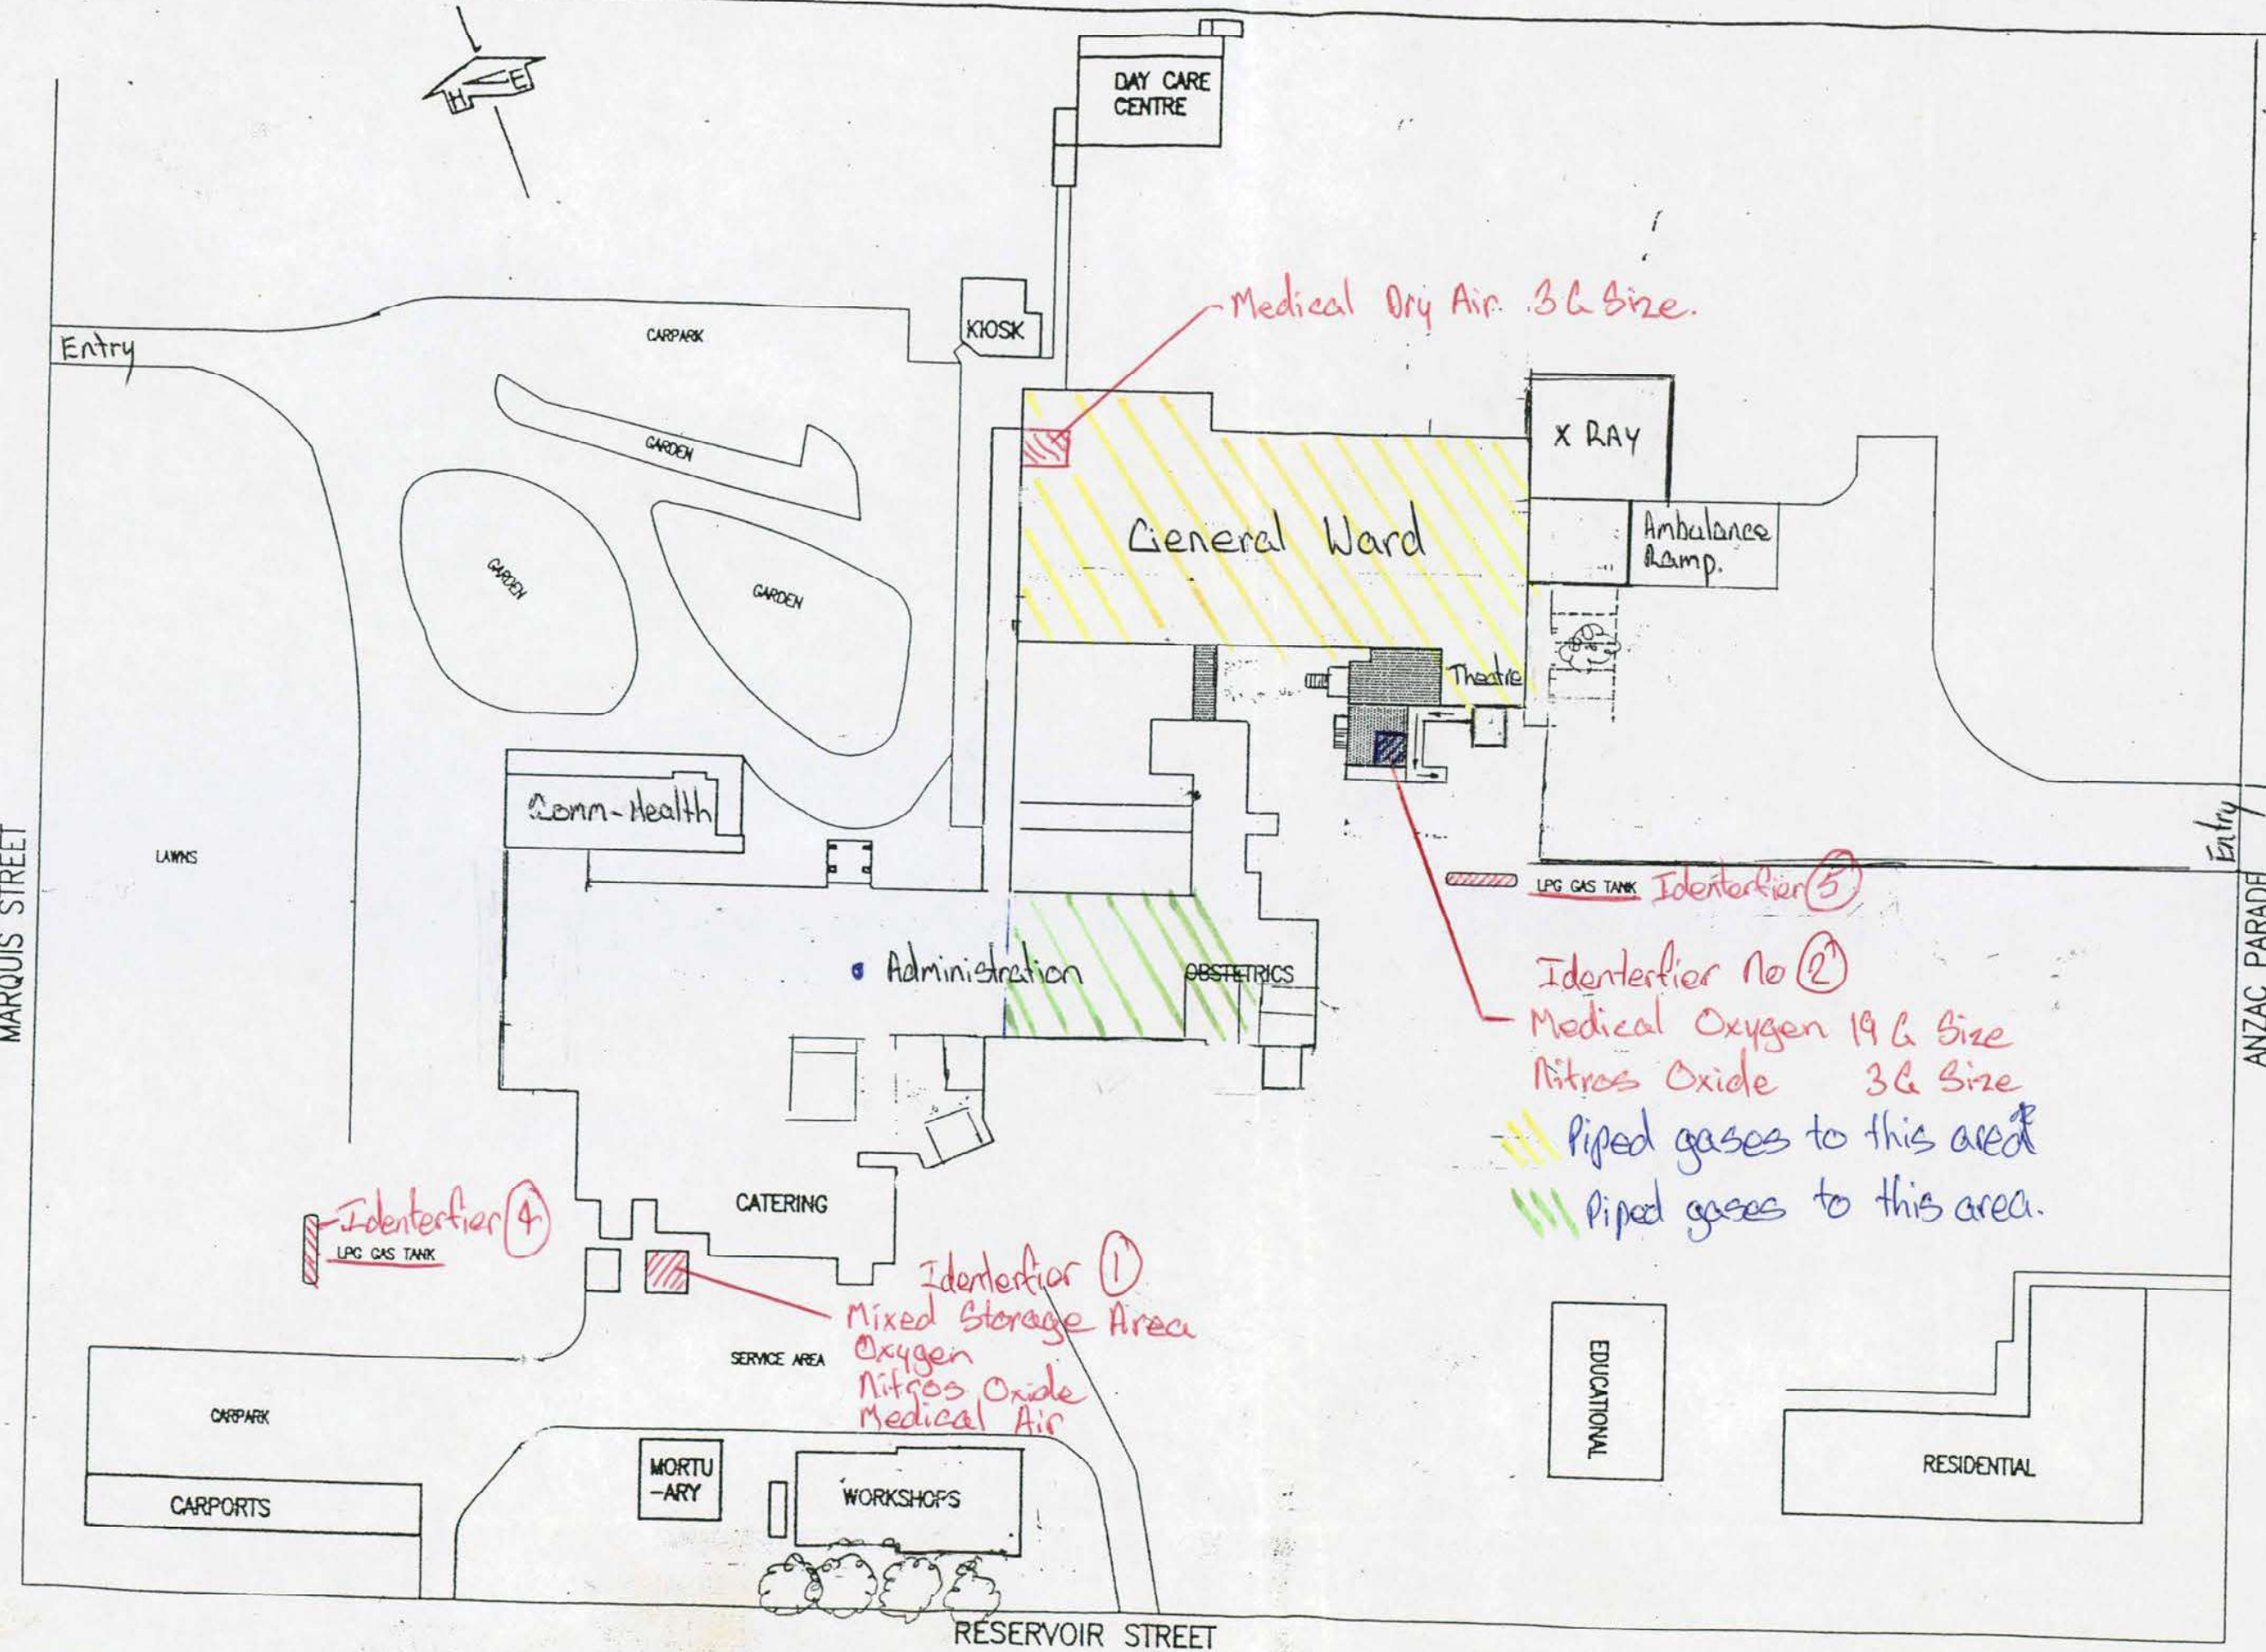 N E
DAY CARE
CENTRE
Medical Dry Air. 3 G Size.
KIOSK
CARPARK
Entry
GARDEN
X RAY
General Ward
Ambulance
Ramp.
GARDEN
GARDEN
Theatre
Comm-Health
Entry
LAWNS
MARQUIS STREET
LPG GAS TANK Identerfier 5
ANZAC PARADE
Administration
OBSTETRICS
Identerfier No 2
Medical Oxygen 19 G Size
Nitros Oxide 3 G Size
Piped gases to this area
Piped gases to this area.
CATERING
Identerfier 4
LPG GAS TANK
Identerfier 1
Mixed Storage Area
Oxygen
Nitros Oxide
Medical Air
SERVICE AREA
CARPARK
EDUCATIONAL
RESIDENTIAL
MORTU
-ARY
WORKSHOPS
CARPORTS
RESERVOIR STREET